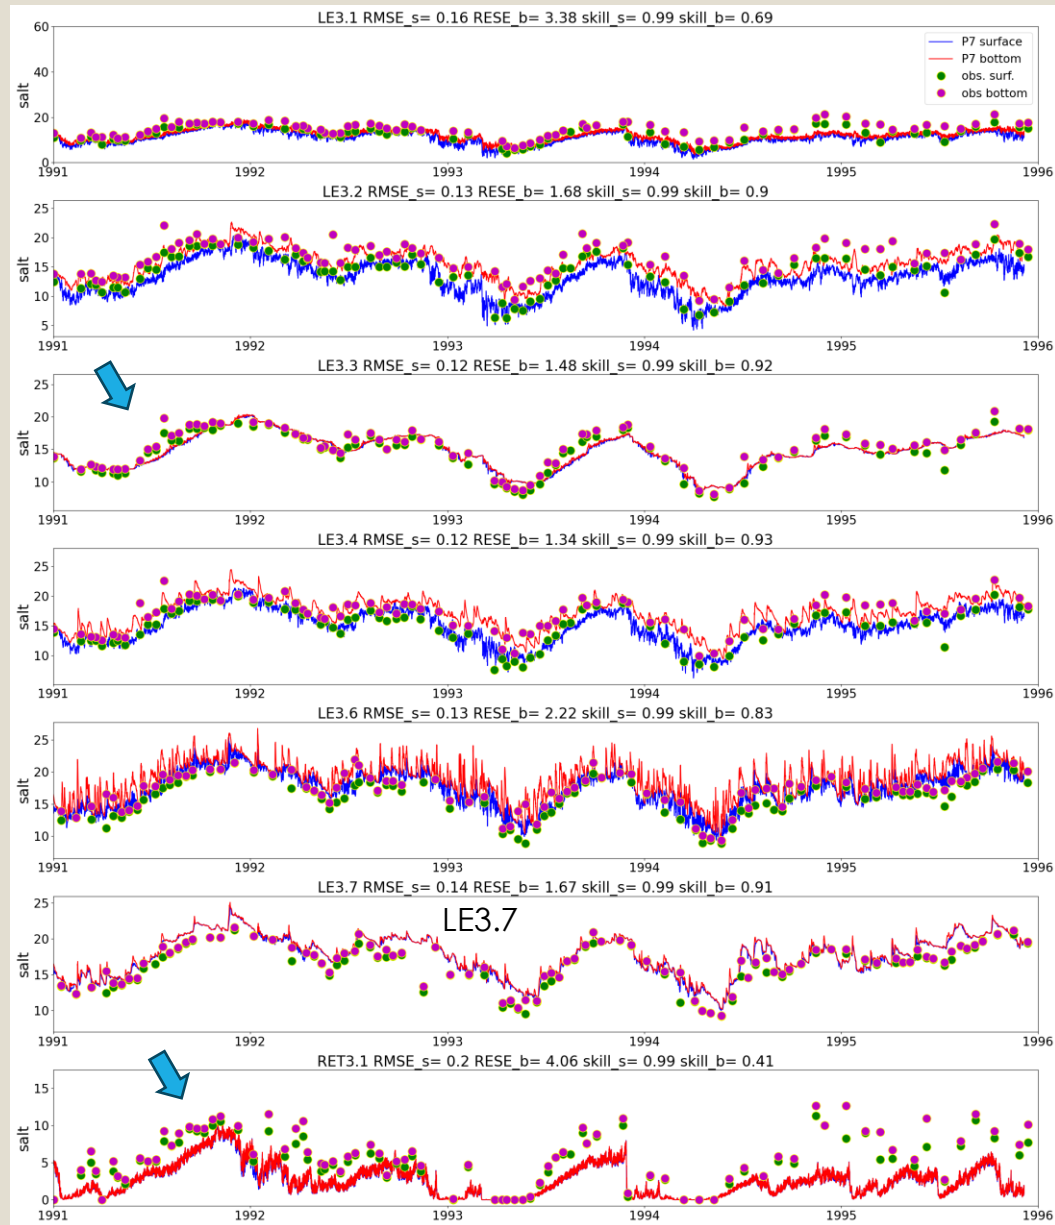 LE3.1 RMSE_s= 0.16 RESE_b= 3.38 skill_s= 0.99 skill_b= 0.69
60
40
20
0
salt
P7 surface
P7 bottom
obs. surf.
obs bottom
1991 1992 1993 1994 1995 1996
LE3.2 RMSE_s= 0.13 RESE_b= 1.68 skill_s= 0.99 skill_b= 0.9
25
20
15
10
5
salt
1991 1992 1993 1994 1995 1996
LE3.3 RMSE_s= 0.12 RESE_b= 1.48 skill_s= 0.99 skill_b= 0.92
25
20
15
10
salt
1991 1992 1993 1994 1995 1996
LE3.4 RMSE_s= 0.12 RESE_b= 1.34 skill_s= 0.99 skill_b= 0.93
25
20
15
10
salt
1991 1992 1993 1994 1995 1996
LE3.6 RMSE_s= 0.13 RESE_b= 2.22 skill_s= 0.99 skill_b= 0.83
25
20
15
10
salt
1991 1992 1993 1994 1995 1996
LE3.7 RMSE_s= 0.14 RESE_b= 1.67 skill_s= 0.99 skill_b= 0.91
LE3.7
25
20
15
10
salt
1991 1992 1993 1994 1995 1996
RET3.1 RMSE_s= 0.2 RESE_b= 4.06 skill_s= 0.99 skill_b= 0.41
15
10
5
0
salt
1991 1992 1993 1994 1995 1996